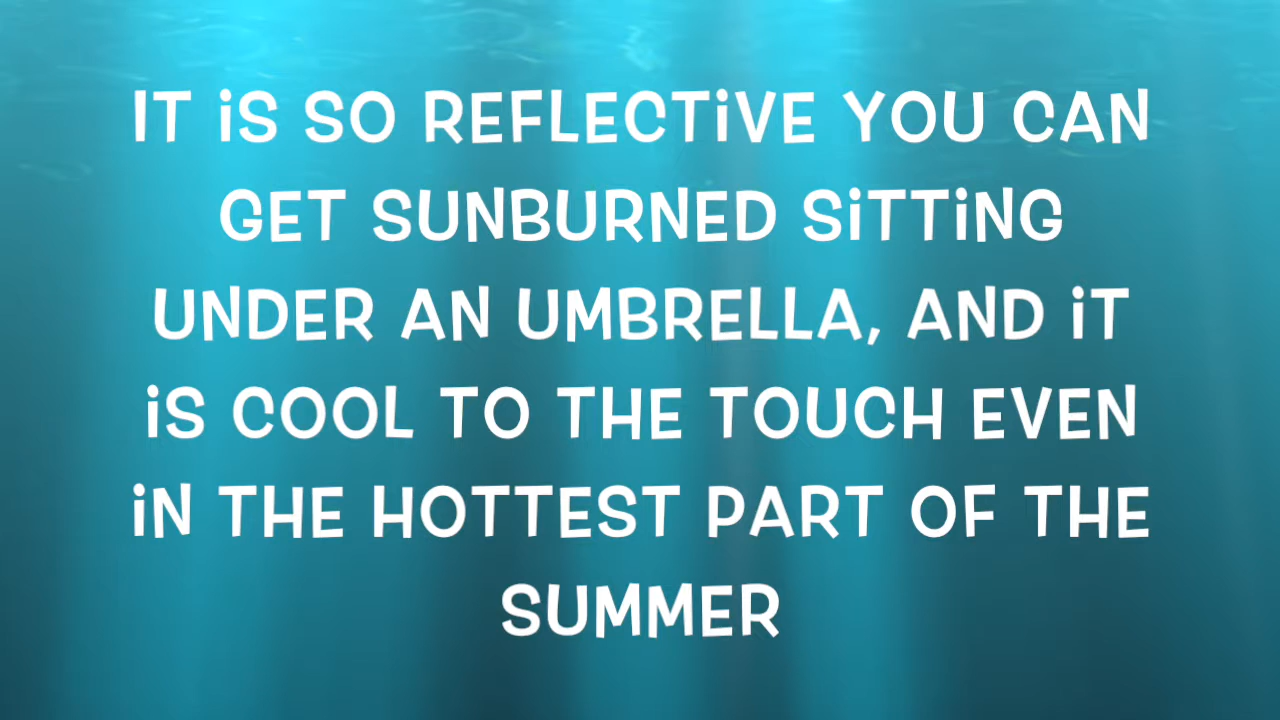 IT iS SO REFLECTiVE YOU CAN
GET SUNBURNED SiTTiNG
UNDER AN UMBRELLA, AND iT
iS COOL TO THE TOUCH EVEN
iN THE HOTTEST PART OF THE
SUMMER